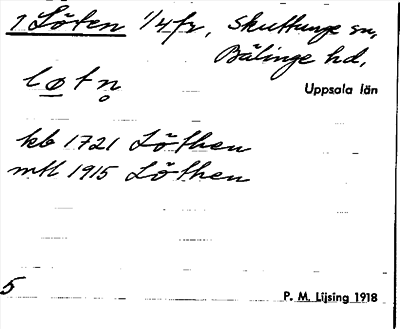 1 Löten 1/4 fr, Skuttunge sn,
Bälinge hd,
løtn̥
Uppsala län
kb 1721 Löthen
mtl 1915 Löthen
5
P. M. Lijsing 1918